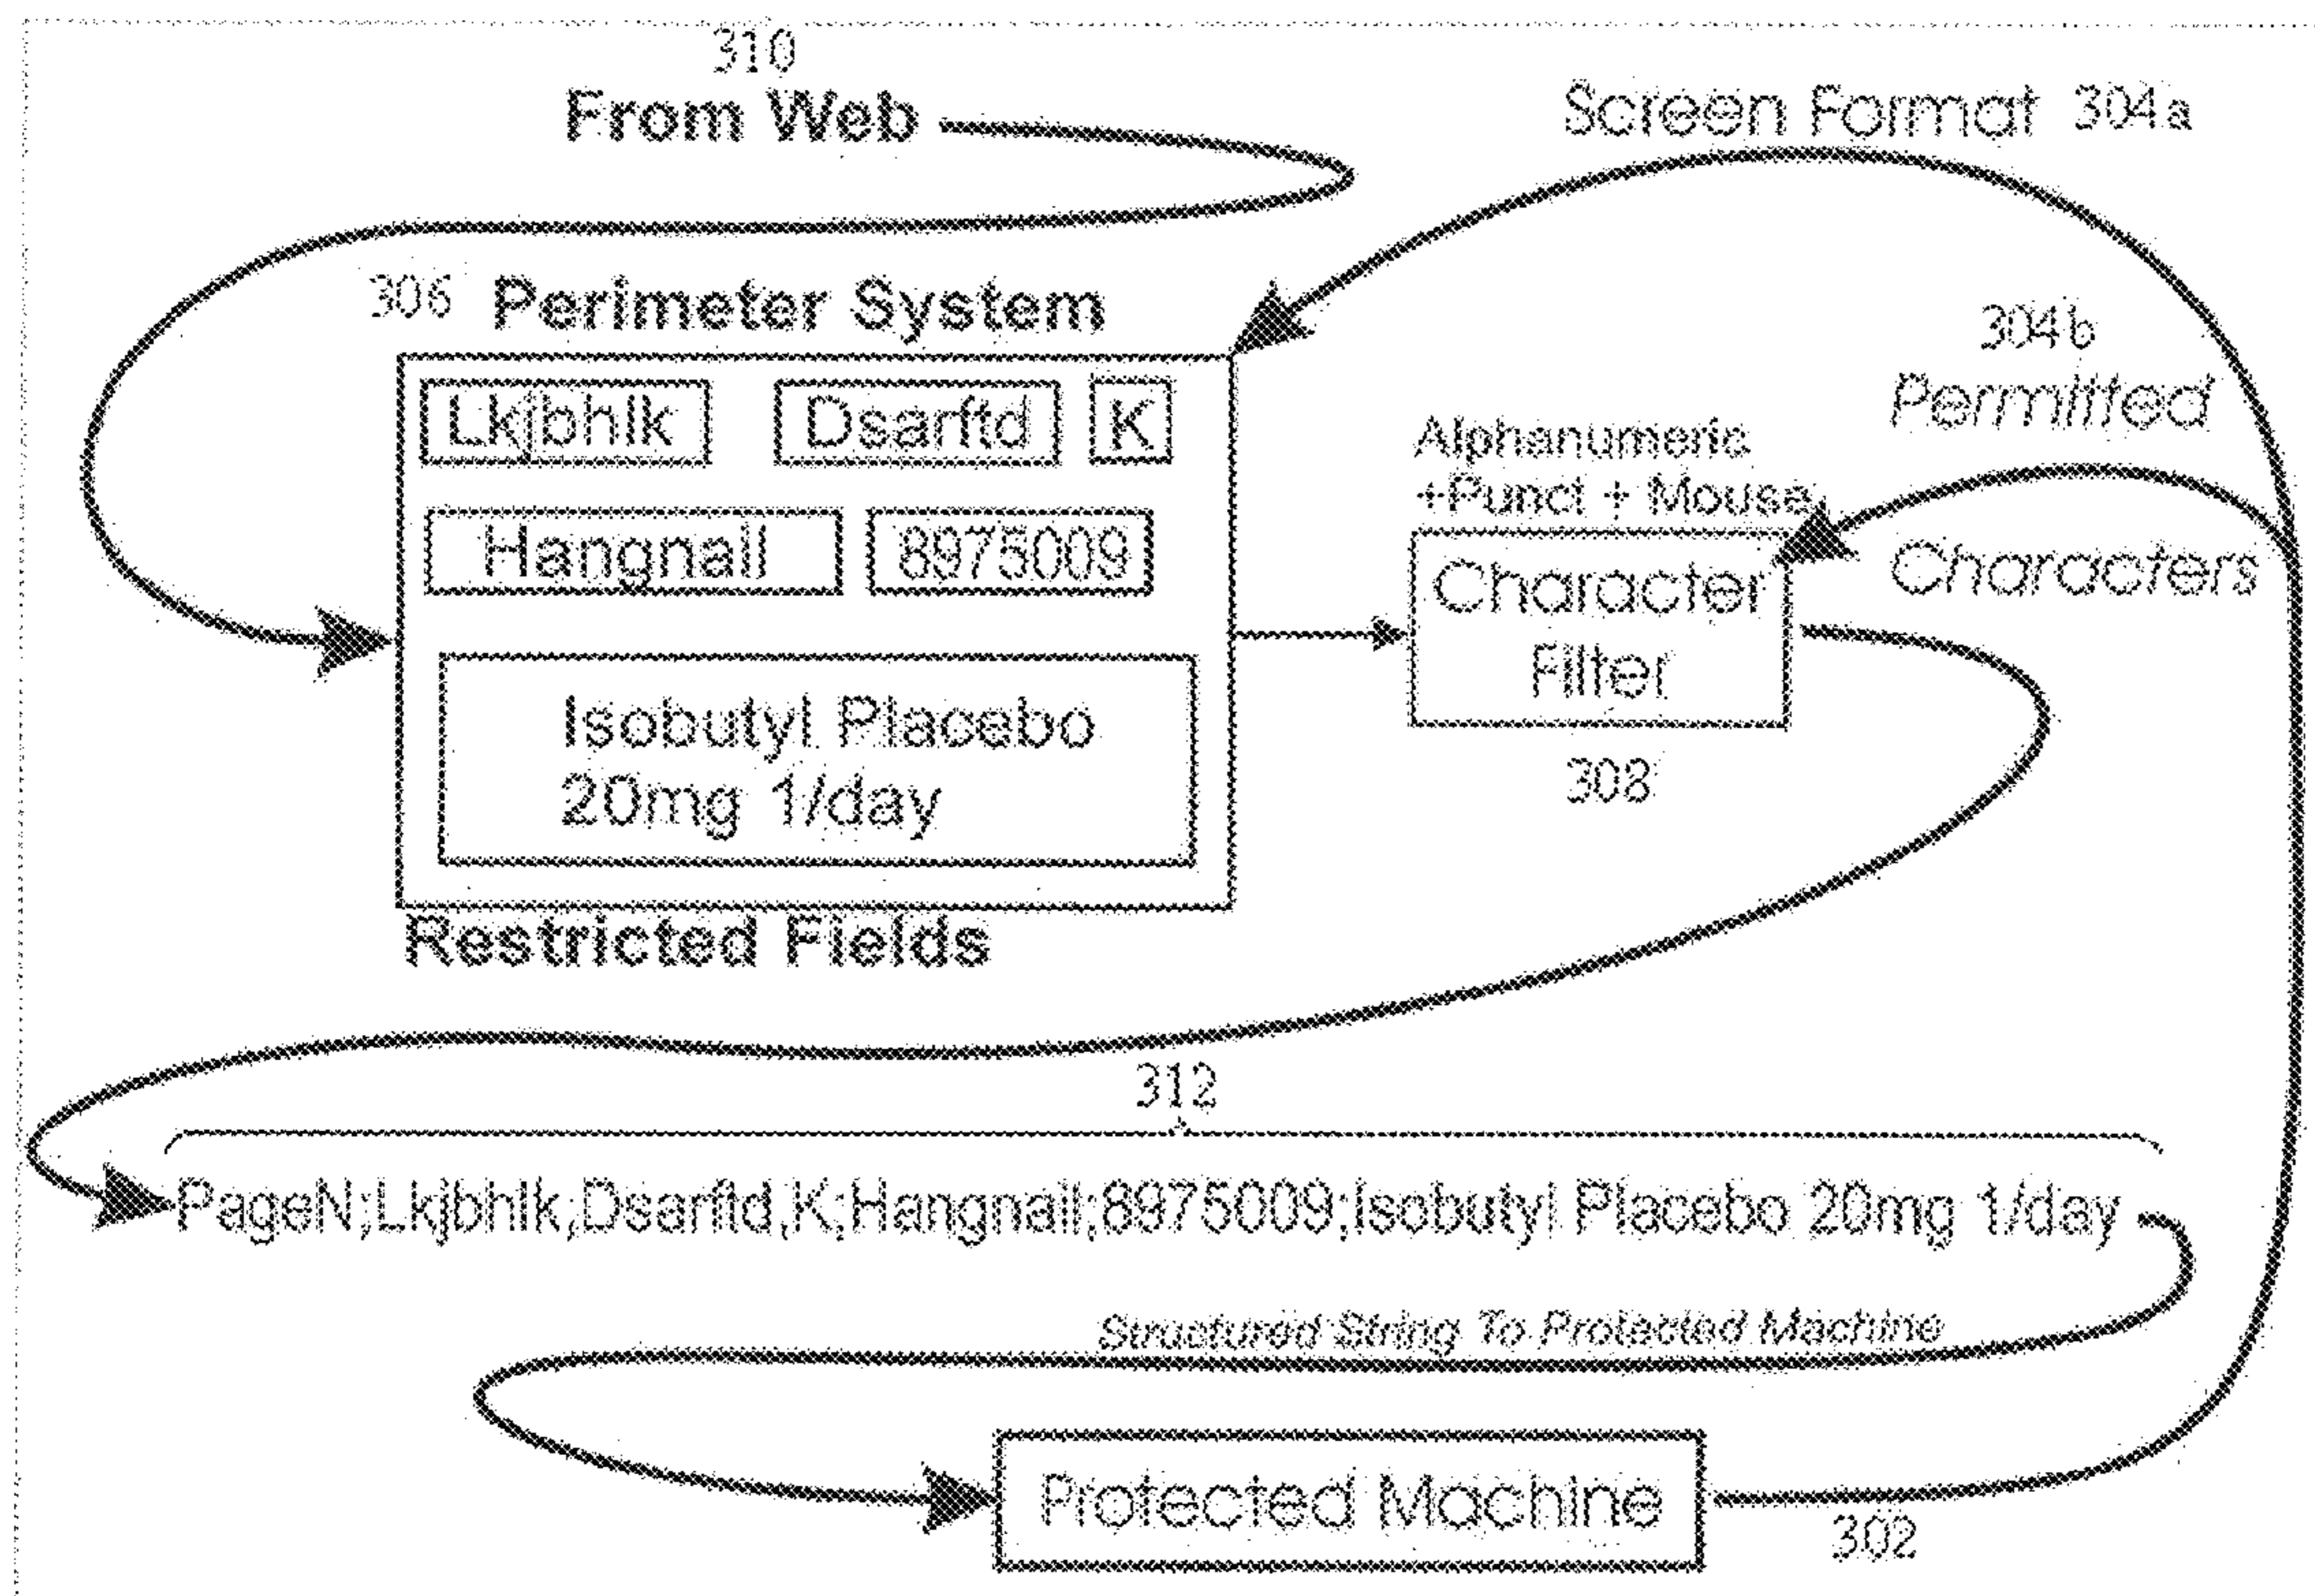 310
From Web
Screen Format 304a
306 Perimeter System
Lkjbhlk Dsarftd K
Hangnail 8975009
Isobutyl Placebo
20mg 1/day
Restricted Fields
Alphanumeric
+Punct + Mouse
Character
Filter
308
304b
Permitted
Characters
312
PageN;Lkjbhlk;Dsarftd,K;Hangnail;8975009;Isobutyl Placebo 20mg 1/day
Structured String To Protected Machine
Protected Machine
302